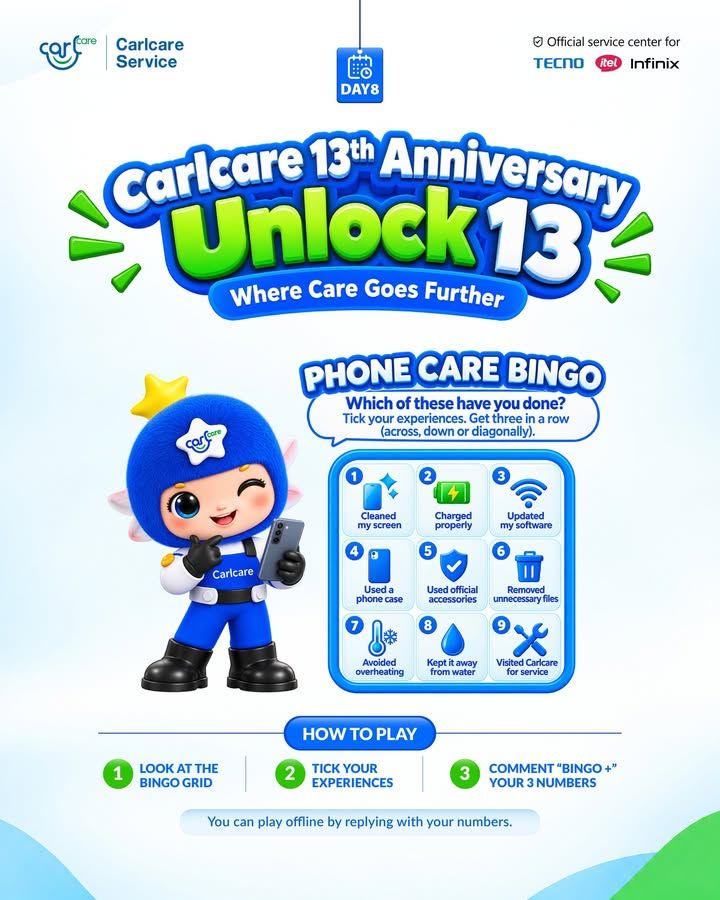 carlcare
Carlcare
Service
Official service center for
TECNO itel Infinix
DAY8
Carlcare 13th Anniversary
Unlock 13
Where Care Goes Further
PHONE CARE BINGO
Which of these have you done?
Tick your experiences. Get three in a row
(across, down or diagonally).
carlcare
Carlcare
1
Cleaned
my screen
2
Charged
properly
3
Updated
my software
4
Used a
phone case
5
Used official
accessories
6
Removed
unnecessary files
7
Avoided
overheating
8
Kept it away
from water
9
Visited Carlcare
for service
HOW TO PLAY
1 LOOK AT THE
BINGO GRID
2 TICK YOUR
EXPERIENCES
3 COMMENT "BINGO +"
YOUR 3 NUMBERS
You can play offline by replying with your numbers.